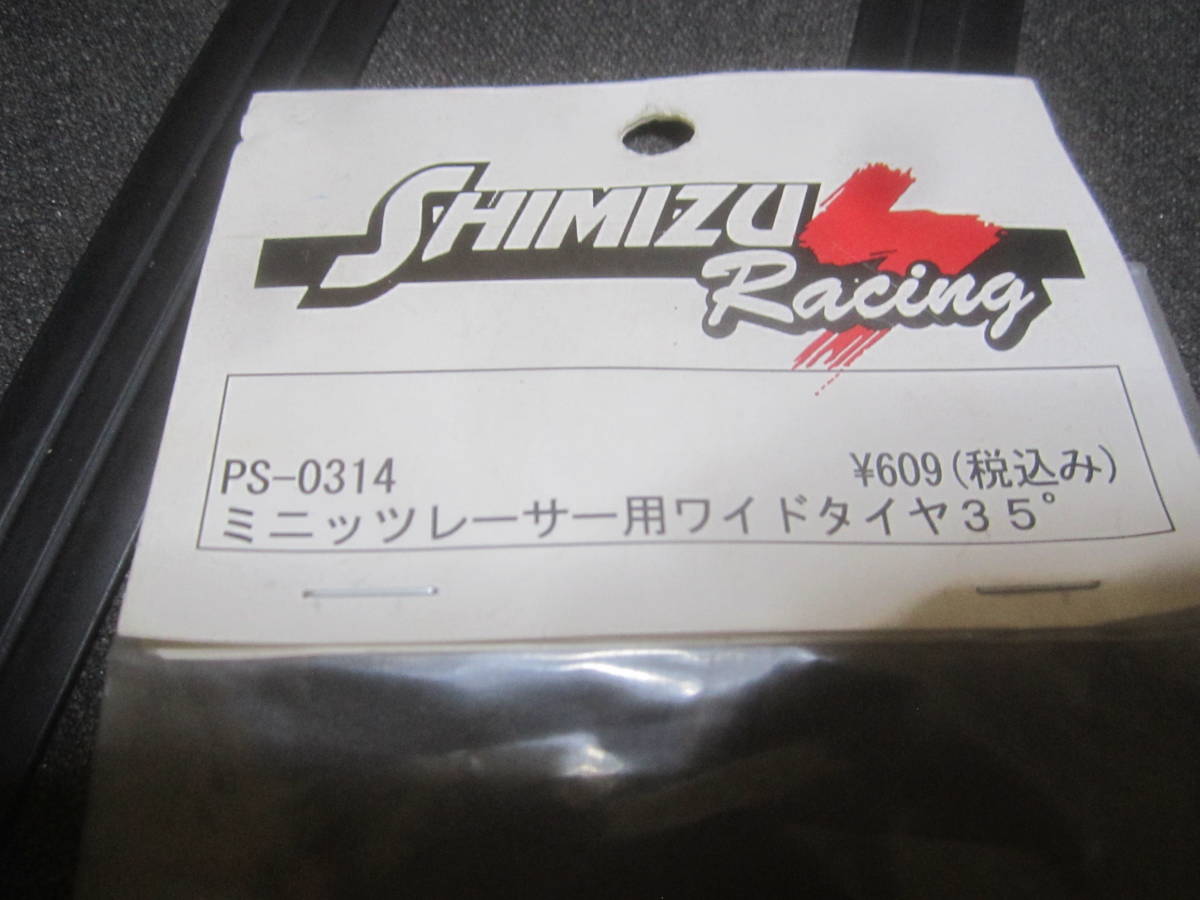 SHIMIZU
Racing
PS-0314 ¥609(税込み)
ミニッツレーサー用ワイドタイヤ35°